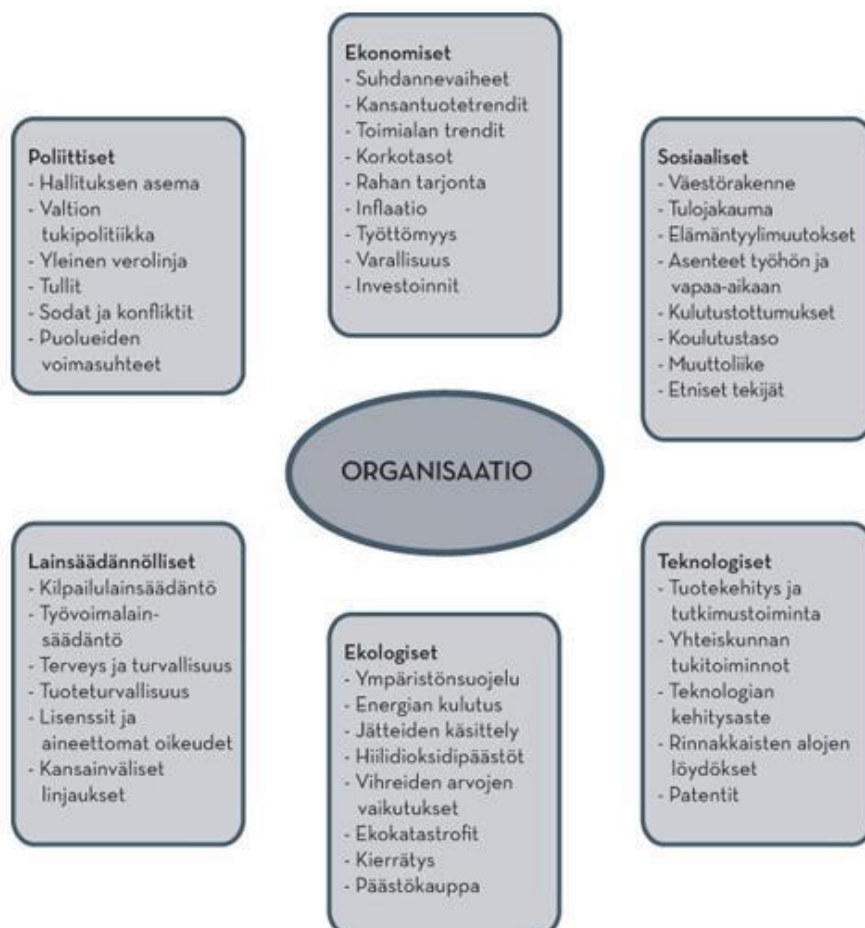 Ekonomiset
- Suhdannevaiheet
- Kansantuotetrendit
- Toimialan trendit
- Korkotasot
- Rahan tarjonta
- Inflaatio
- Työttömyys
- Varallisuus
- Investoinnit
Poliittiset
- Hallituksen asema
- Valtion
tukipolitiikka
- Yleinen verolinja
- Tullit
- Sodat ja konfliktit
- Puolueiden
voimasuhteet
Sosiaaliset
- Väestörakenne
- Tulojakauma
- Elämäntyylimuutokset
- Asenteet työhön ja
vapaa-aikaan
- Kulutustottumukset
- Koulutustaso
- Muuttoliike
- Etniset tekijät
ORGANISAATIO
Lainsäädännölliset
- Kilpailulainsäädäntö
- Työvoimalain-
säädäntö
- Terveys ja turvallisuus
- Tuoteturvallisuus
- Lisenssit ja
aineettomat oikeudet
- Kansainväliset
linjaukset
Ekologiset
- Ympäristönsuojelu
- Energian kulutus
- Jätteiden käsittely
- Hiilidioksidipäästöt
- Vihreiden arvojen
vaikutukset
- Ekokatastrofit
- Kierrätys
- Päästökauppa
Teknologiset
- Tuotekehitys ja
tutkimustoiminta
- Yhteiskunnan
tukitoiminnot
- Teknologian
kehitysaste
- Rinnakkaisten alojen
löydökset
- Patentit